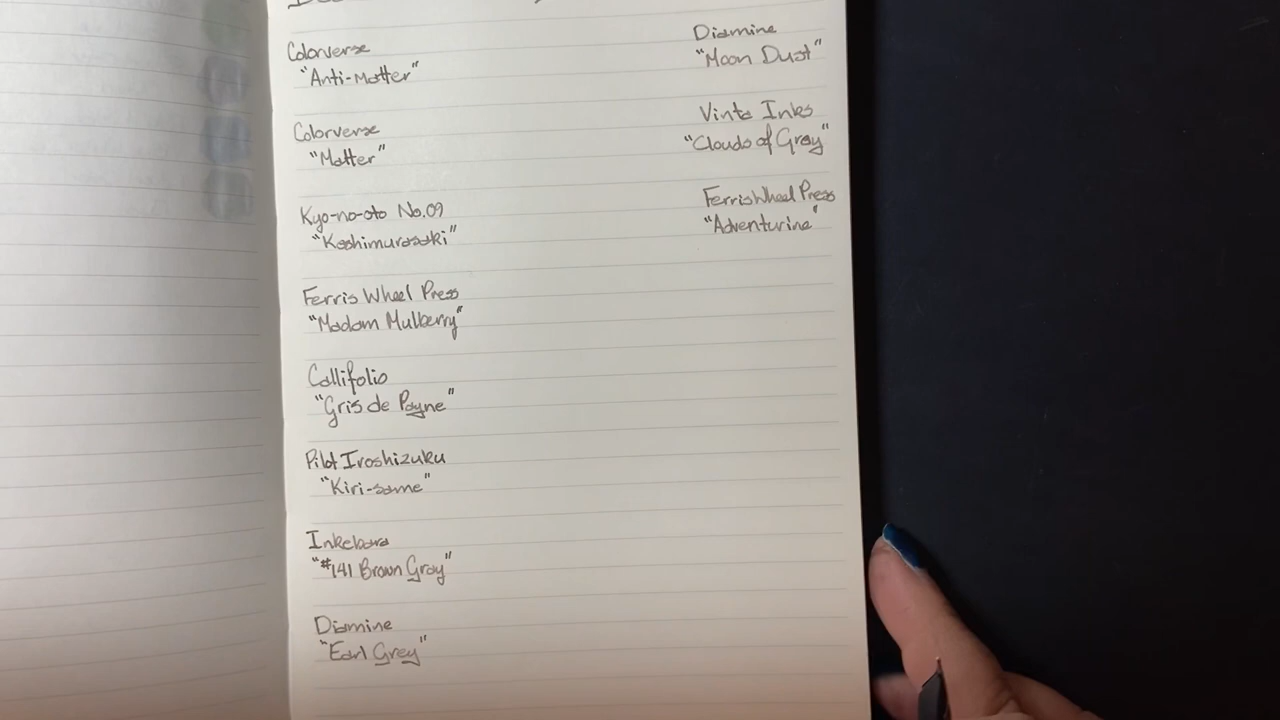 Colorverse
"Anti-Matter"
Colorverse
"Matter"
Kyo-no-oto No.09
"Keshimurasaki"
Ferris Wheel Press
"Madam Mulberry"
Callifolio
"Gris de Payne"
Pilot Iroshizuku
"Kiri-same"
Inkebara
"#141 Brown Gray"
Diamine
"Earl Grey"
Diamine
"Moon Dust"
Vinta Inks
"Clouds of Gray"
Ferris Wheel Press
"Adventurine"